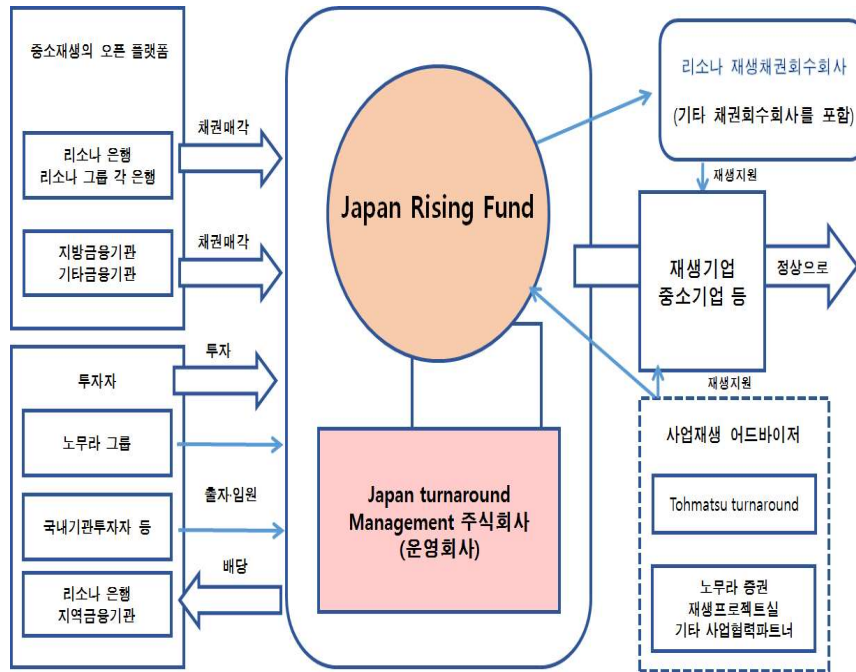 중소재생의 오픈 플랫폼
리소나 은행
리소나 그룹 각 은행
지방금융기관
기타금융기관
채권매각
채권매각
투자자
노무라 그룹
국내기관투자자 등
리소나 은행
지역금융기관
투자
출자·임원
배당
Japan Rising Fund
Japan turnaround
Management 주식회사
(운영회사)
리소나 재생채권회수회사
(기타 채권회수회사를 포함)
재생지원
재생기업
중소기업 등
정상으로
재생지원
사업재생 어드바이저
Tohmatsu turnaround
노무라 증권
재생프로젝트실
기타 사업협력파트너